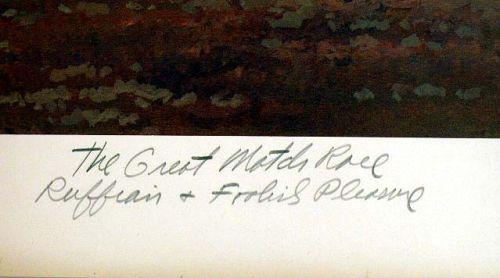 The Great Match Race
Ruffian + Foolish Pleasure